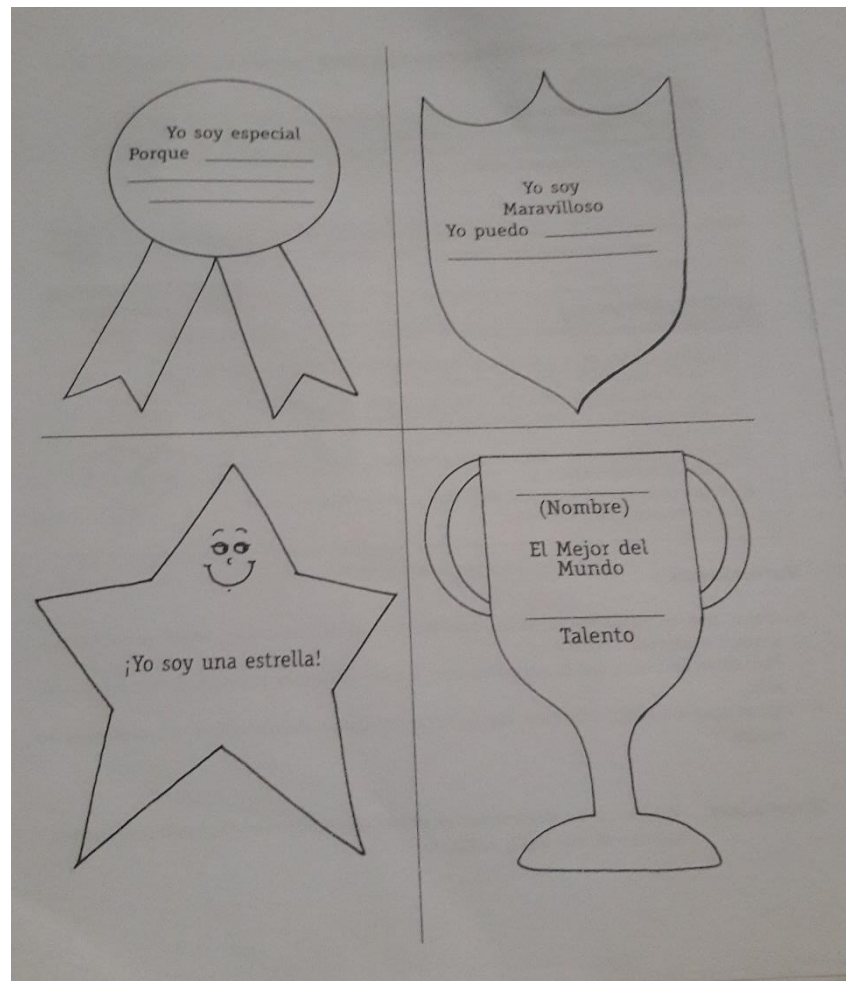 Yo soy especial
Porque
Yo soy
Maravilloso
Yo puedo
¡Yo soy una estrella!
(Nombre)
El Mejor del
Mundo
Talento